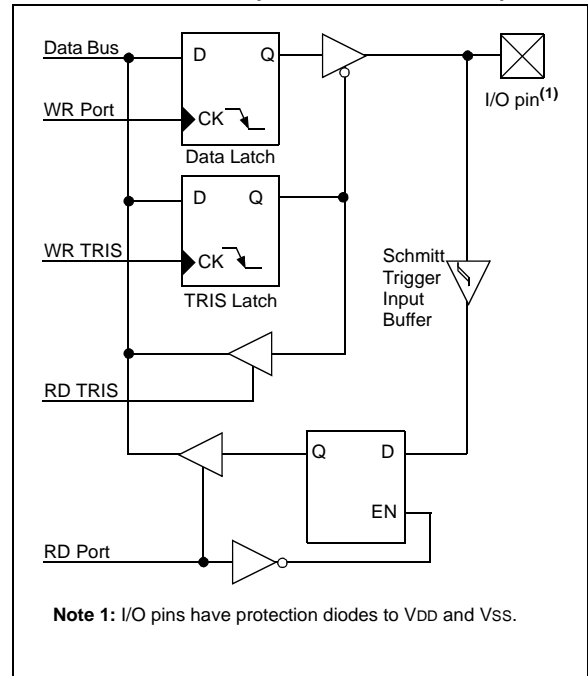 Data Bus
D
Q
WR Port
CK
I/O pin(1)
Data Latch
D
Q
WR TRIS
CK
TRIS Latch
Schmitt
Trigger
Input
Buffer
RD TRIS
Q
D
EN
RD Port
Note 1: I/O pins have protection diodes to VDD and VSS.